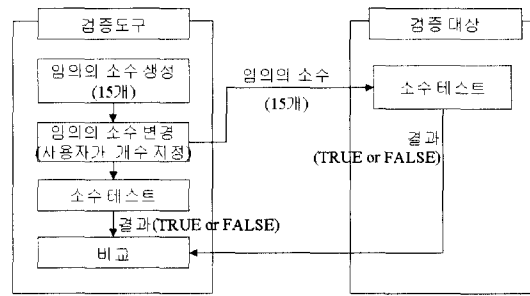 검증도구
검증 대상
임의의 소수 생성
(15개)
임의의 소수
(15개)
소수 테스트
임의의 소수 변경
(사용자가 개수 지정)
결과
(TRUE or FALSE)
소수 테스트
결과(TRUE or FALSE)
비교